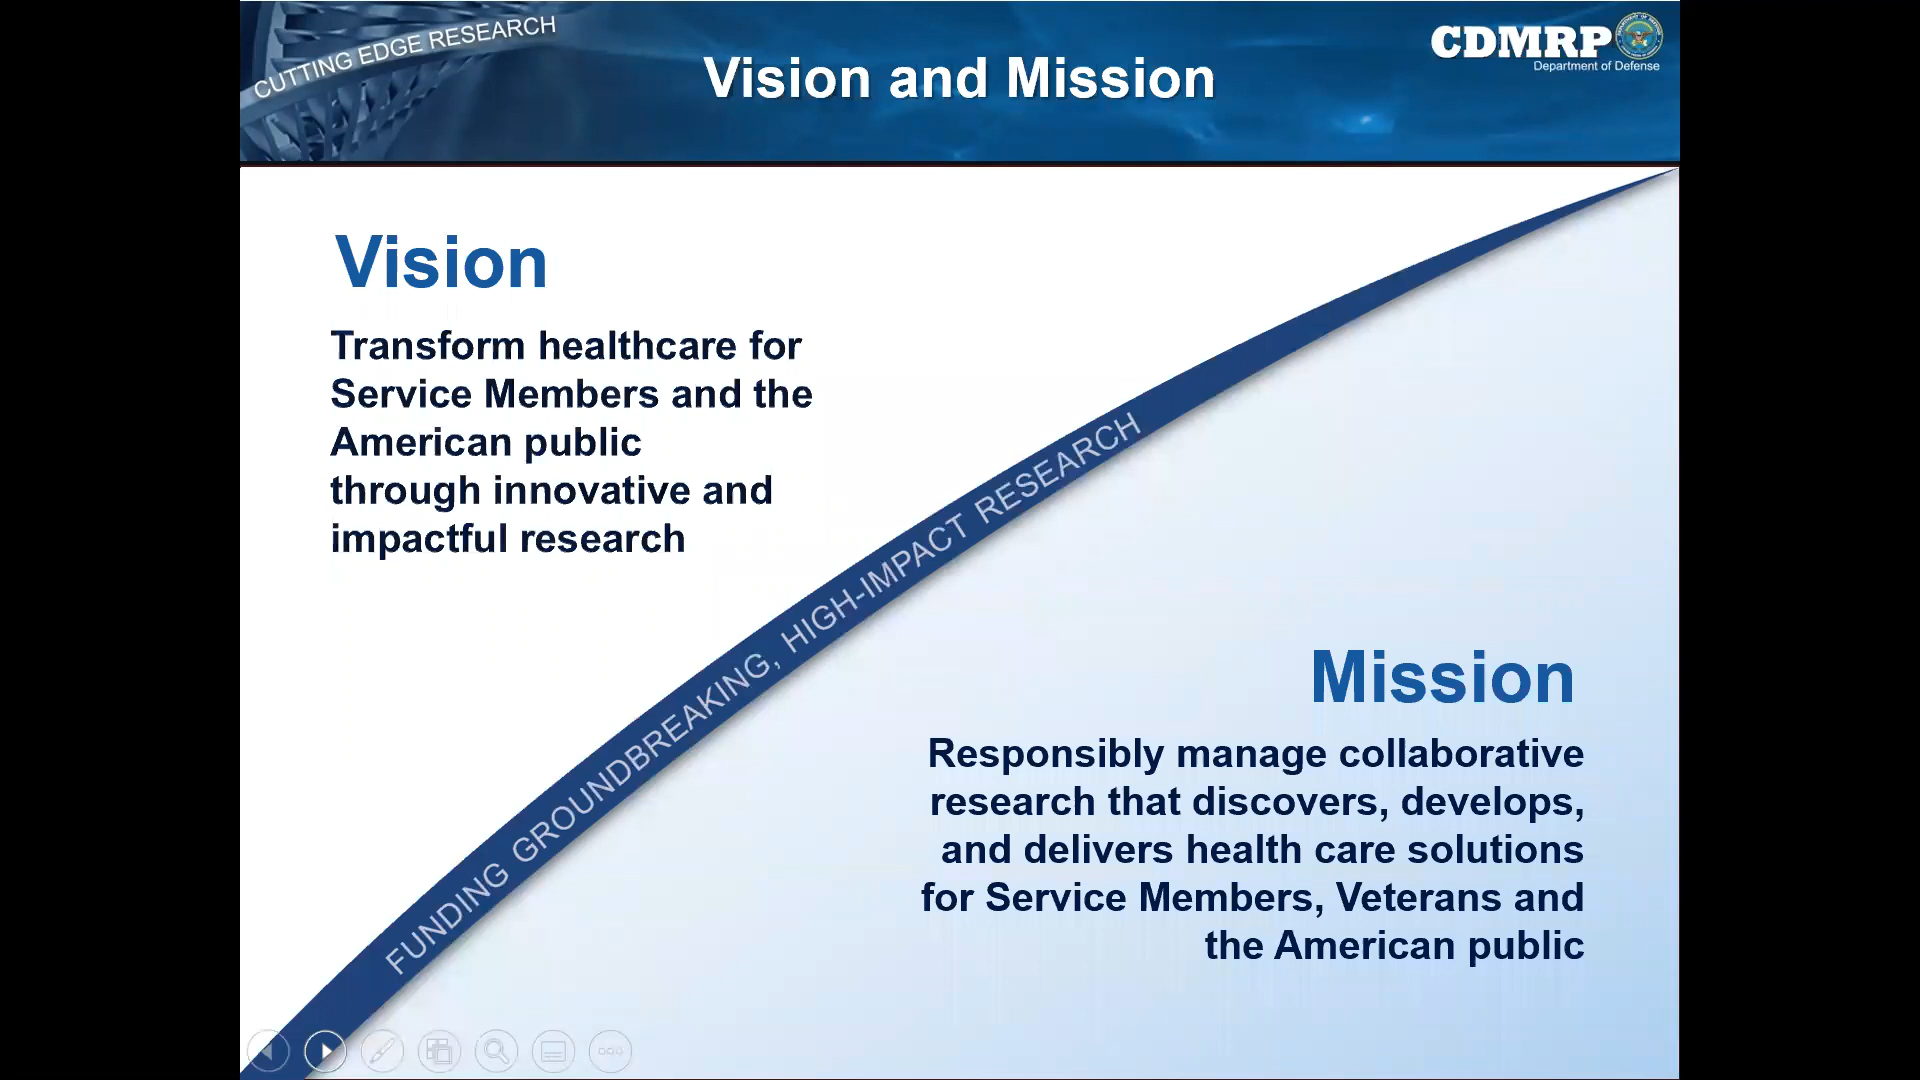 CUTTING EDGE RESEARCH
Vision and Mission
CDMRP
Department of Defense
Vision
Transform healthcare for
Service Members and the
American public
through innovative and
impactful research
FUNDING GROUNDBREAKING, HIGH-IMPACT RESEARCH
Mission
Responsibly manage collaborative
research that discovers, develops,
and delivers health care solutions
for Service Members, Veterans and
the American public